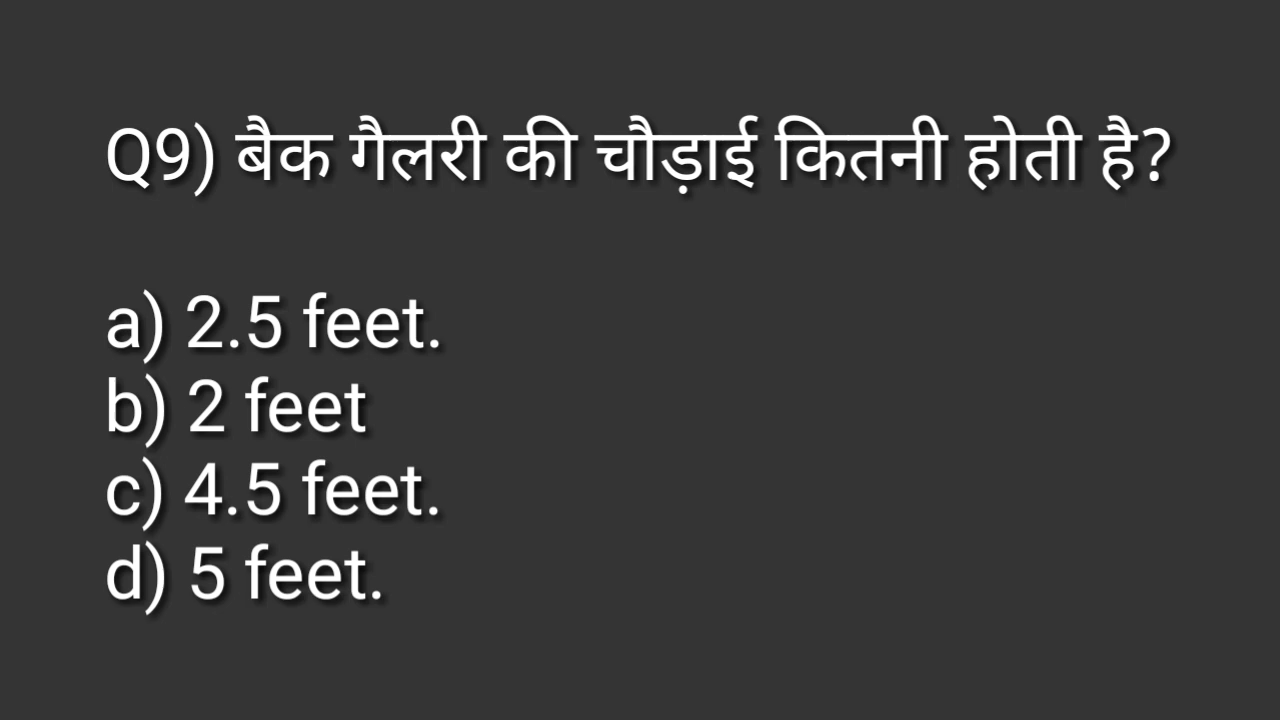 Q9) बैक गैलरी की चौड़ाई कितनी होती है?
a) 2.5 feet.
b) 2 feet
c) 4.5 feet.
d) 5 feet.